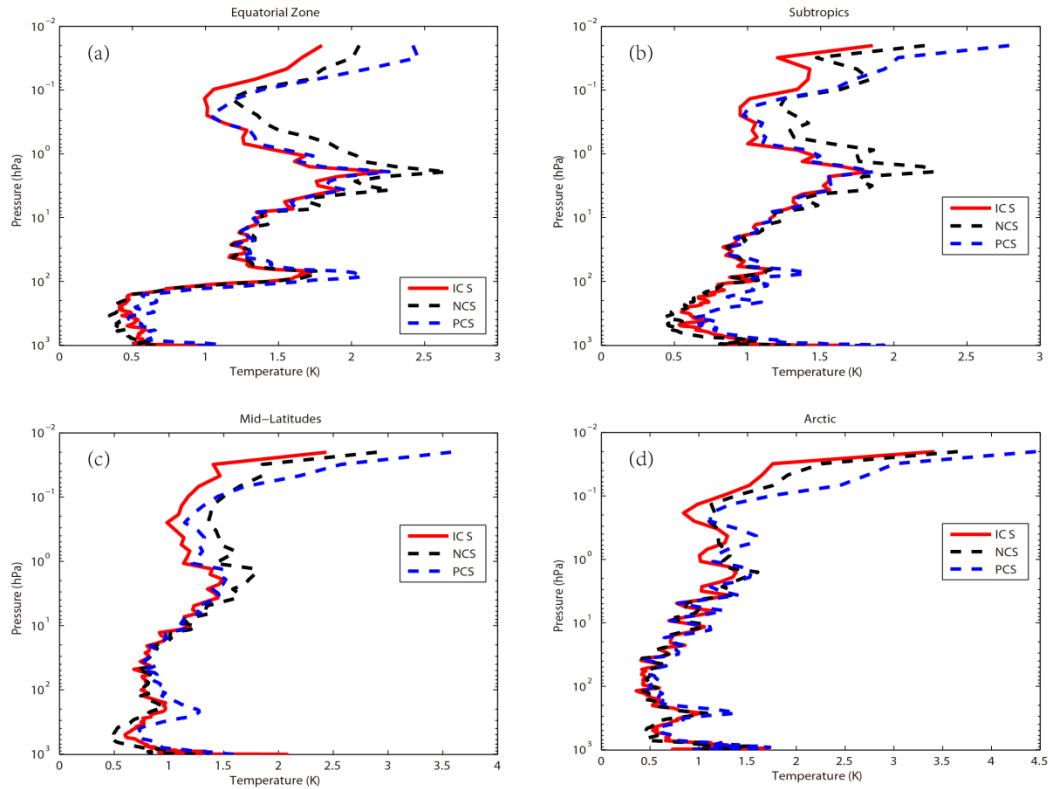 Equatorial Zone
(a)
10⁻²
10⁻¹
10⁰
10¹
10²
10³
Pressure (hPa)
IC S
NCS
PCS
0 0.5 1 1.5 2 2.5 3
Temperature (K)
Subtropics
(b)
10⁻²
10⁻¹
10⁰
10¹
10²
10³
Pressure (hPa)
IC S
NCS
PCS
0 0.5 1 1.5 2 2.5 3
Temperature (K)
Mid−Latitudes
(c)
10⁻²
10⁻¹
10⁰
10¹
10²
10³
Pressure (hPa)
IC S
NCS
PCS
0 0.5 1 1.5 2 2.5 3 3.5 4
Temperature (K)
Arctic
(d)
10⁻²
10⁻¹
10⁰
10¹
10²
10³
Pressure (hPa)
IC S
NCS
PCS
0 0.5 1 1.5 2 2.5 3 3.5 4 4.5
Temperature (K)